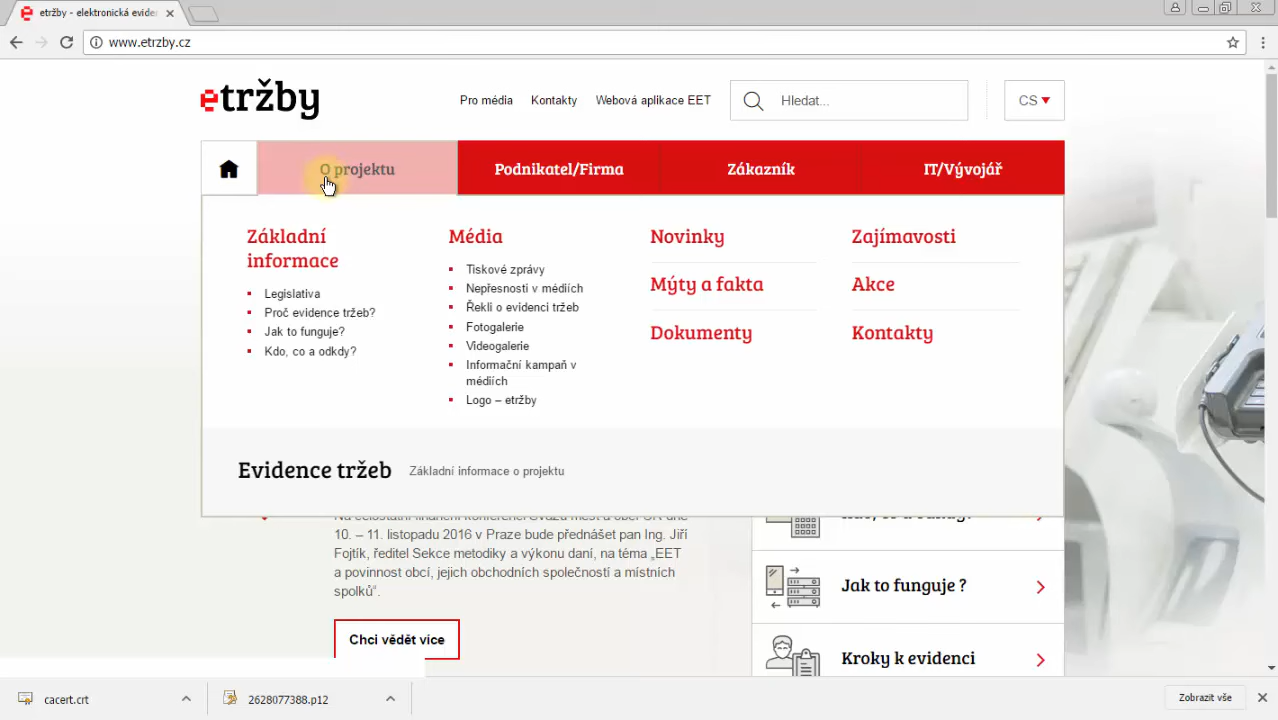 etržby - elektronická evide
www.etrzby.cz
etržby
Pro média
Kontakty
Webová aplikace EET
Hledat...
CS
O projektu
Podnikatel/Firma
Zákazník
IT/Vývojář
Základní
informace
Legislativa
Proč evidence tržeb?
Jak to funguje?
Kdo, co a odkdy?
Média
Tiskové zprávy
Nepřesnosti v médiích
Řekli o evidenci tržeb
Fotogalerie
Videogalerie
Informační kampaň v
médiích
Logo – etržby
Novinky
Mýty a fakta
Dokumenty
Zajímavosti
Akce
Kontakty
Evidence tržeb
Základní informace o projektu
10. – 11. listopadu 2016 v Praze bude přednášet pan Ing. Jiří
Fojtík, ředitel Sekce metodiky a výkonu daní, na téma „EET
a povinnost obcí, jejich obchodních společností a místních
spolků“.
Chci vědět více
Jak to funguje ?
Kroky k evidenci
cacert.crt
2628077388.p12
Zobrazit vše